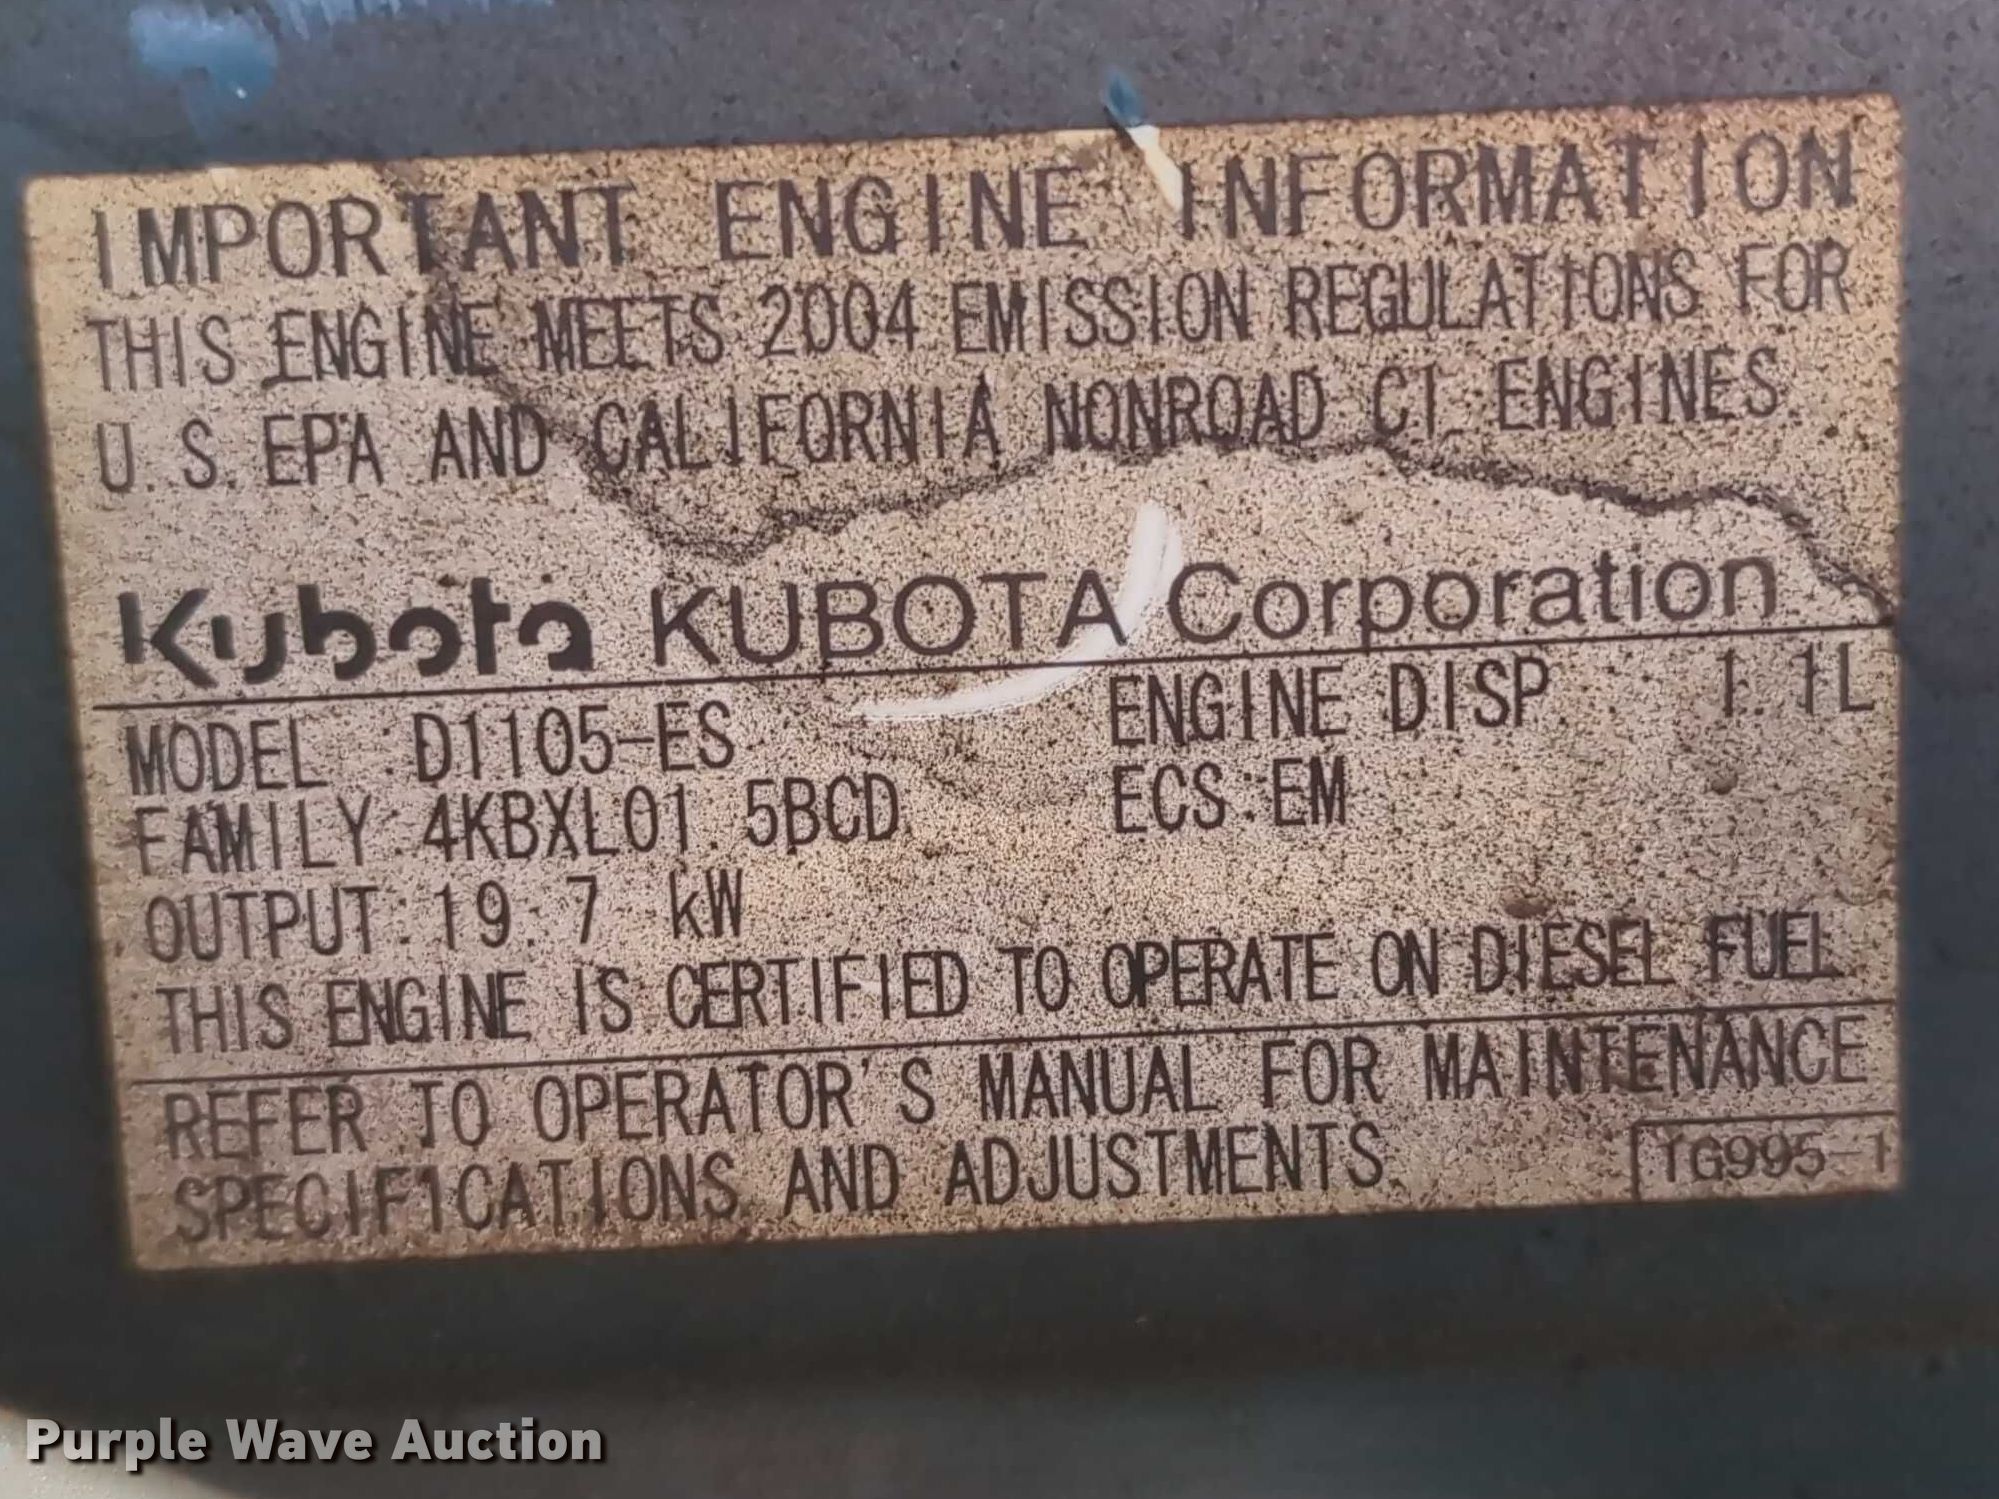 IMPORTANT ENGINE INFORMATION
THIS ENGINE MEETS 2004 EMISSION REGULATIONS FOR
U.S. EPA AND CALIFORNIA NONROAD CI ENGINES.
Kubota KUBOTA Corporation
MODEL :D1105-ES ENGINE DISP. 1.1L
FAMILY:4KBXL01.5BCD ECS:EM
OUTPUT:19.7 kW
THIS ENGINE IS CERTIFIED TO OPERATE ON DIESEL FUEL.
REFER TO OPERATOR'S MANUAL FOR MAINTENANCE
SPECIFICATIONS AND ADJUSTMENTS.
TG995-1
Purple Wave Auction